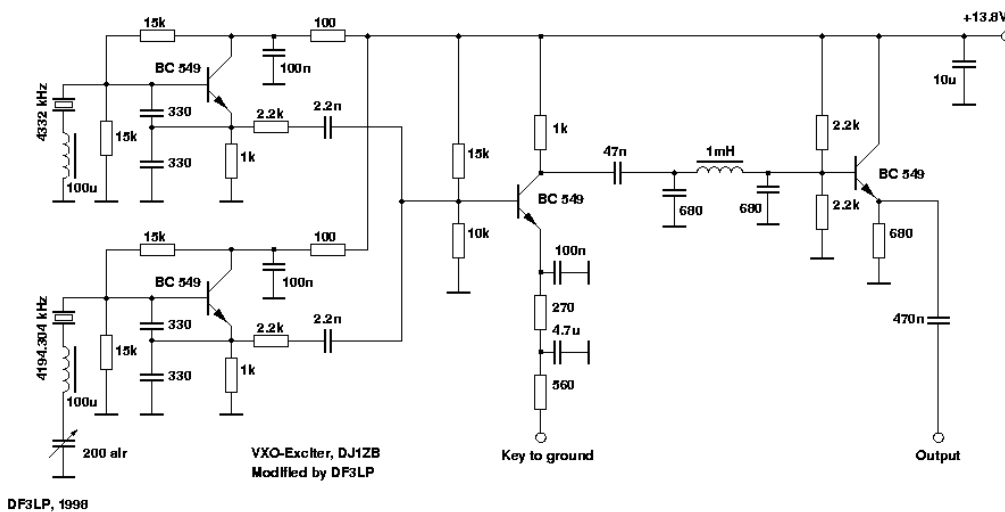 +13.8V
15k
100
BC 549
100n
10u
4332 kHz
330
2.2k
2.2n
15k
330
1k
100u
15k
1k
47n
1mH
2.2k
BC 549
BC 549
680
680
2.2k
680
10k
15k
100
BC 549
100n
100n
4194.304 kHz
330
2.2k
2.2n
270
470n
15k
4.7u
330
1k
100u
560
200 air
VXO-Exciter, DJ1ZB
Modified by DF3LP
Key to ground
Output
DF3LP, 1998